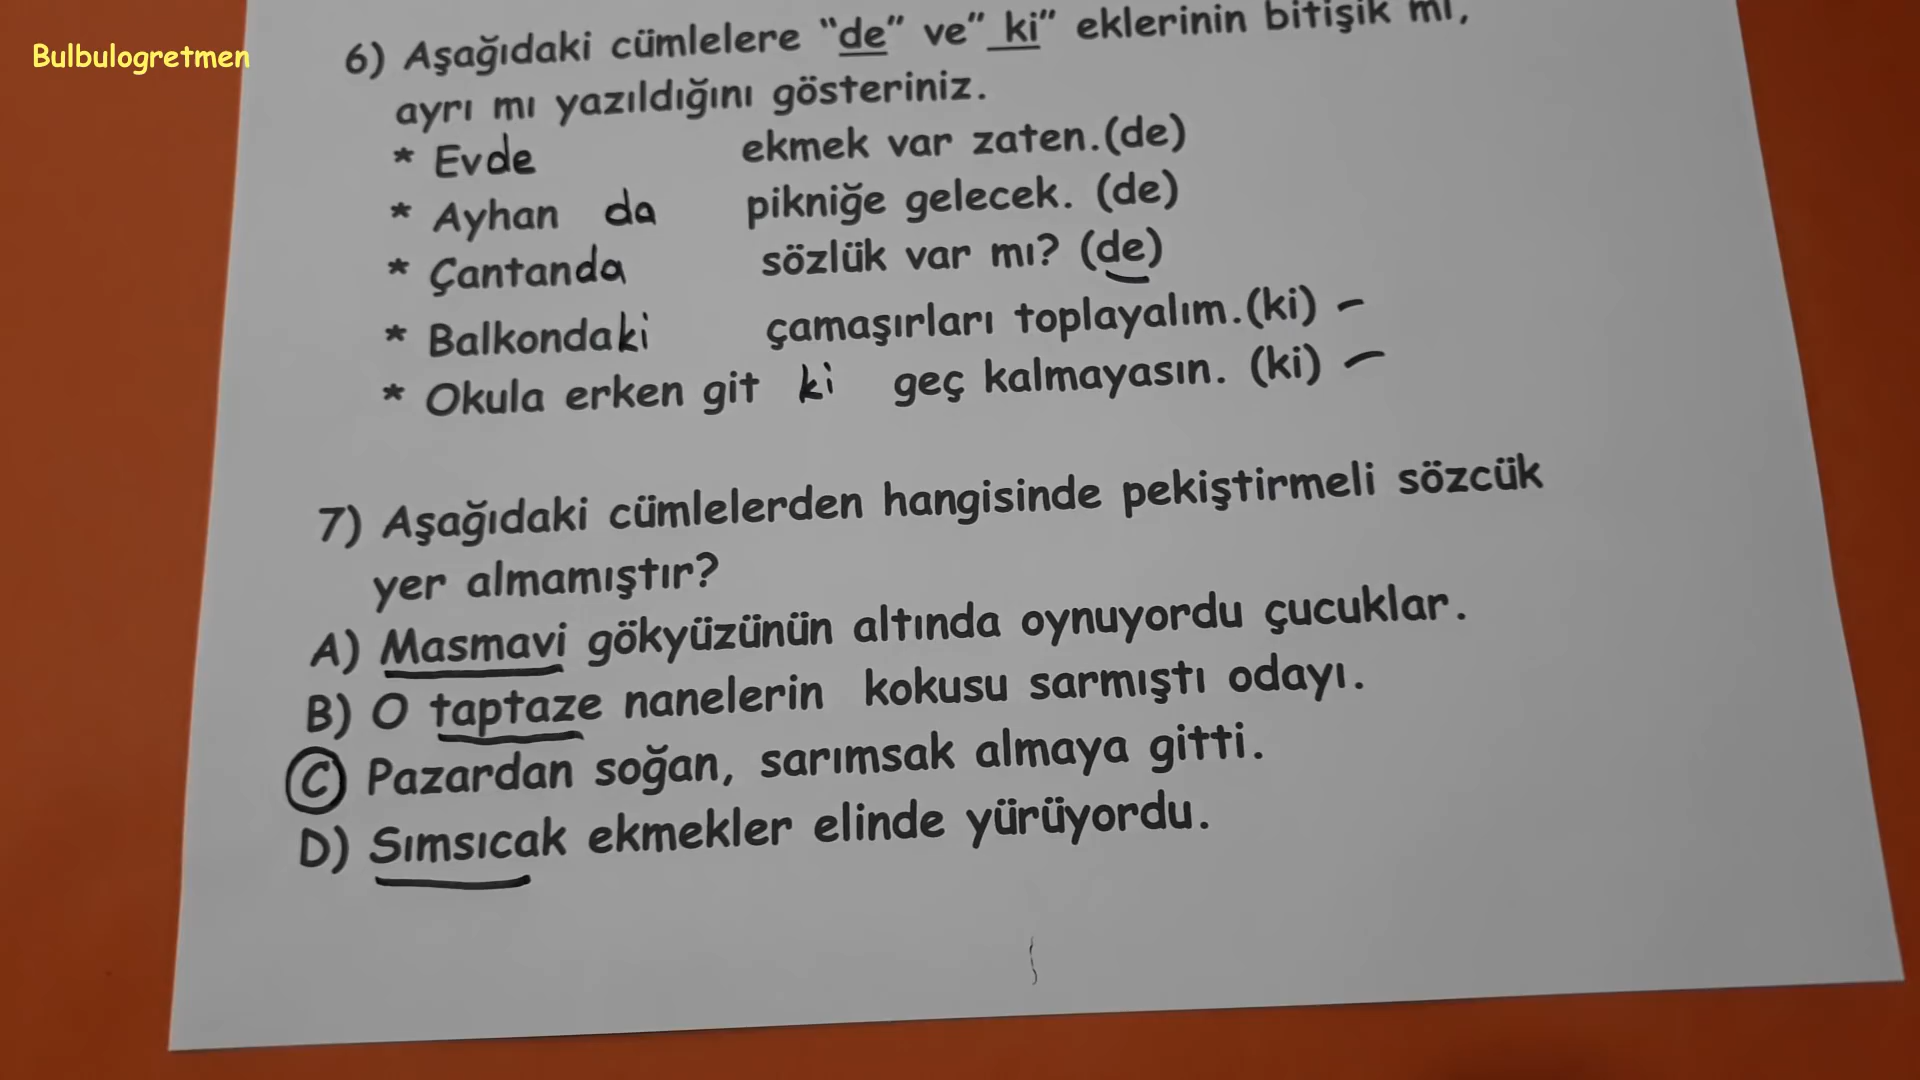 Bulbulogretmen
6) Aşağıdaki cümlelere “de” ve” ki” eklerinin bitişik mi,
ayrı mı yazıldığını gösteriniz.
* Evde ekmek var zaten.(de)
* Ayhan da pikniğe gelecek. (de)
* Çantanda sözlük var mı? (de)
* Balkondaki çamaşırları toplayalım.(ki) –
* Okula erken git ki geç kalmayasın. (ki) –
7) Aşağıdaki cümlelerden hangisinde pekiştirmeli sözcük
yer almamıştır?
A) Masmavi gökyüzünün altında oynuyordu çucuklar.
B) O taptaze nanelerin kokusu sarmıştı odayı.
C) Pazardan soğan, sarımsak almaya gitti.
D) Sımsıcak ekmekler elinde yürüyordu.